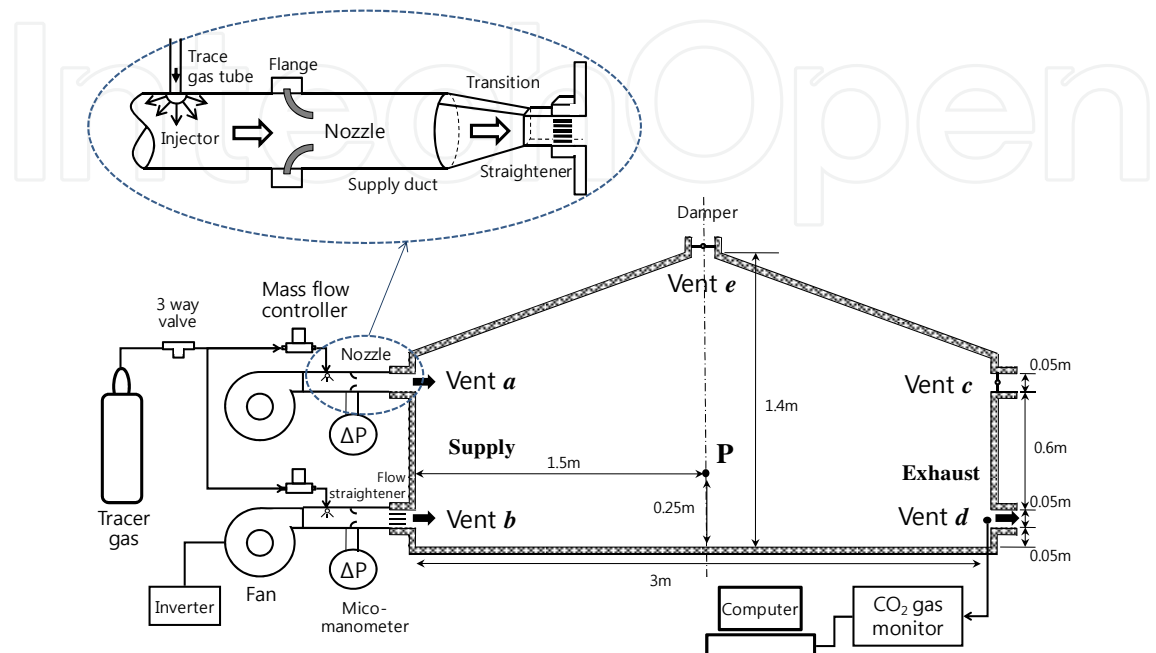 IntechOpen
Trace
gas tube
Flange
Transition
Injector
Nozzle
Supply duct
Straightener
Damper
Vent e
3 way
valve
Mass flow
controller
Nozzle
Vent a
Vent c
0.05m
ΔP
1.4m
0.6m
Supply
P
1.5m
Exhaust
Flow
straightener
0.25m
0.05m
Vent b
Vent d
Tracer
gas
0.05m
ΔP
3m
Fan
Inverter
Mico-
manometer
Computer
CO₂ gas
monitor